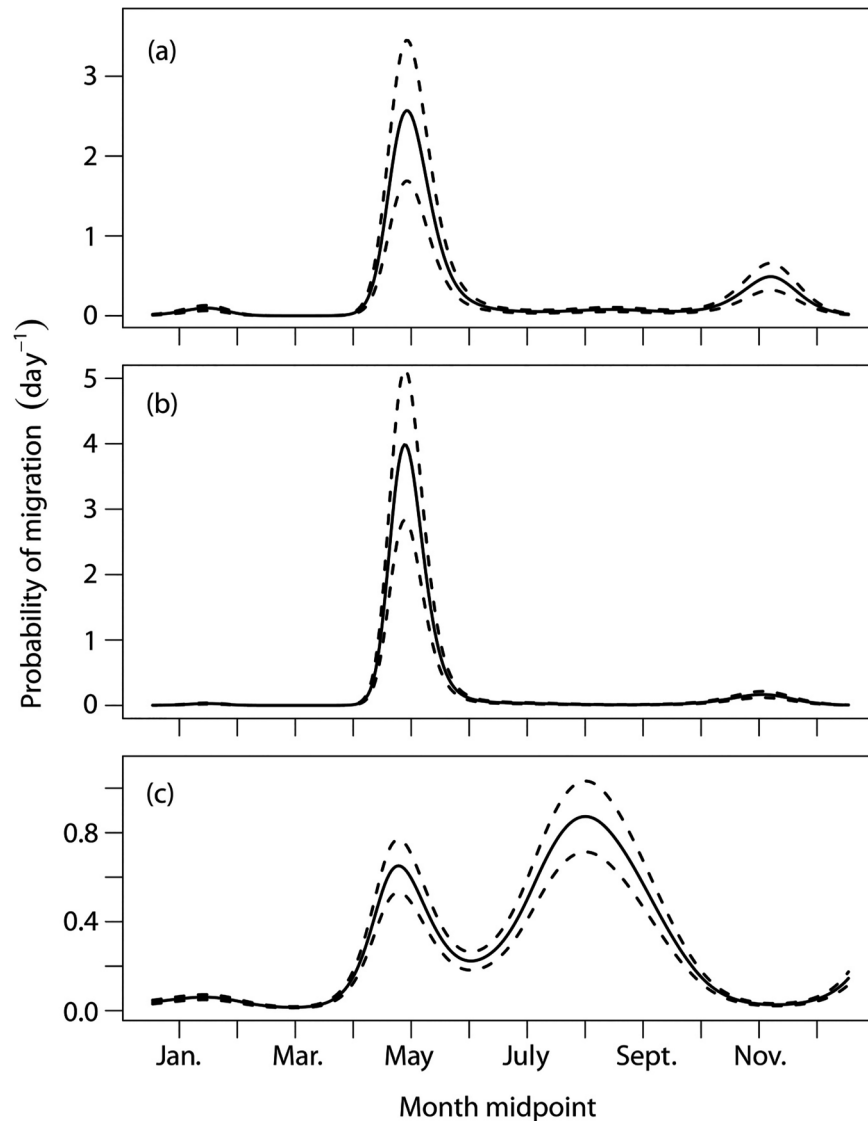 (a)
3
2
1
0
(b)
5
4
3
2
1
0
Probability of migration (day⁻¹)
(c)
0.8
0.4
0.0
Jan. Mar. May July Sept. Nov.
Month midpoint